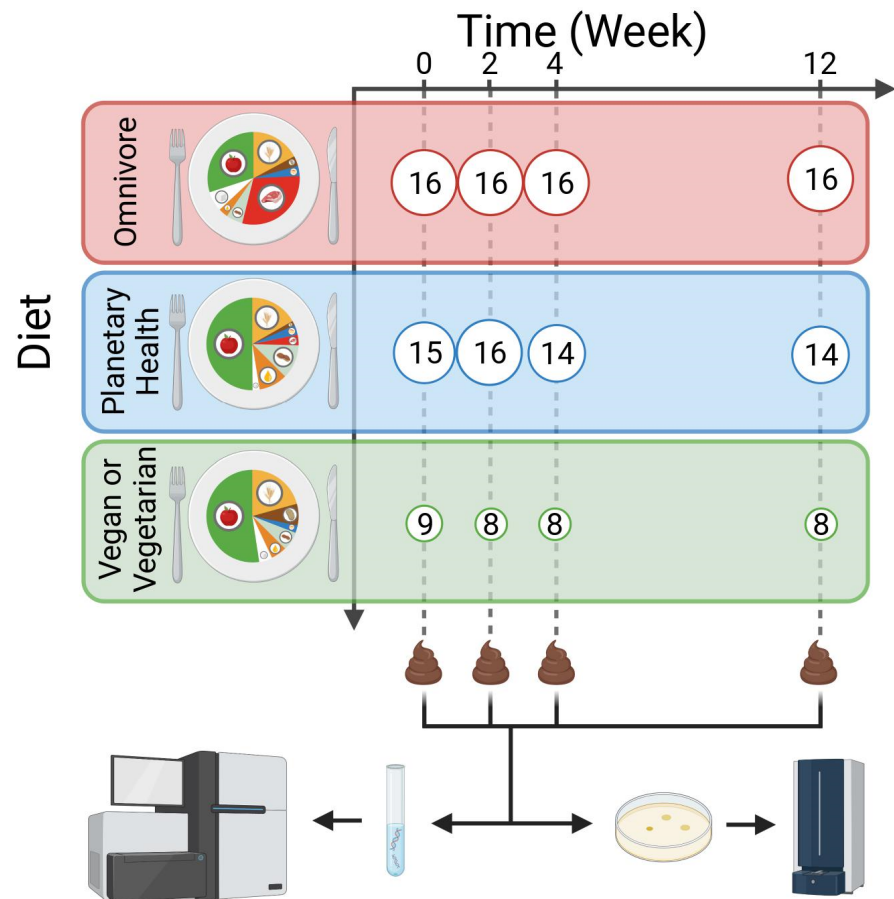 Time (Week)
0 2 4 12
Diet
Omnivore
16 16 16 16
Planetary
Health
15 16 14 14
Vegan or
Vegetarian
9 8 8 8